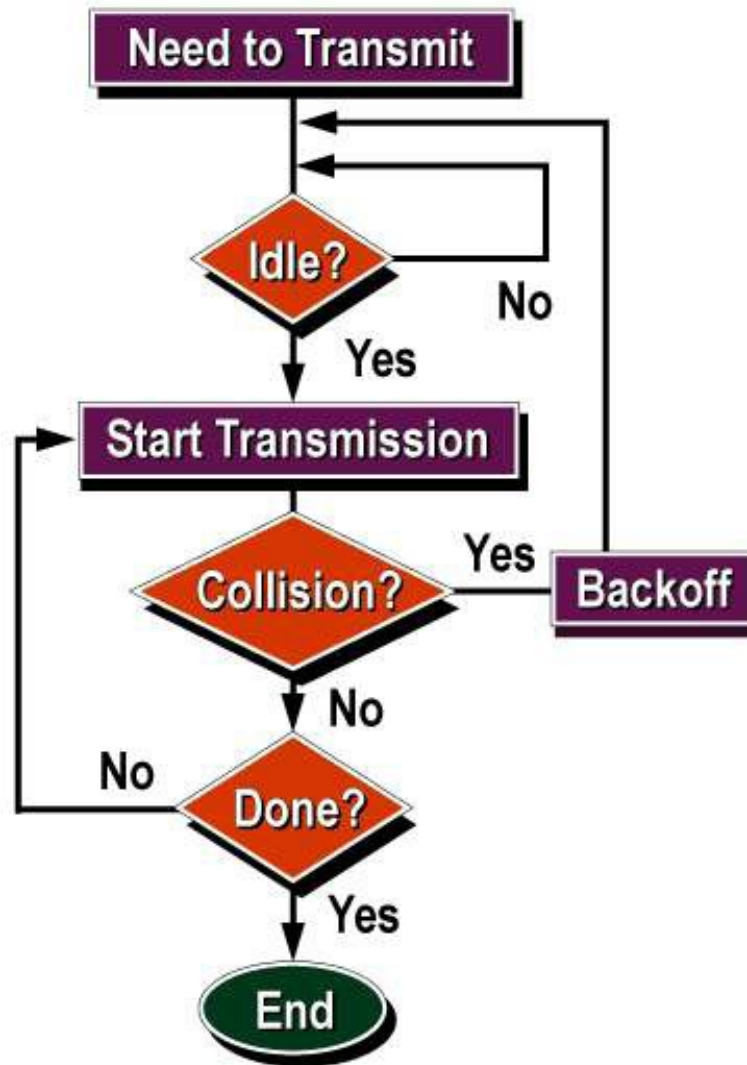 Need to Transmit
Idle?
No
Yes
Start Transmission
Collision?
Yes
Backoff
No
No
Done?
Yes
End